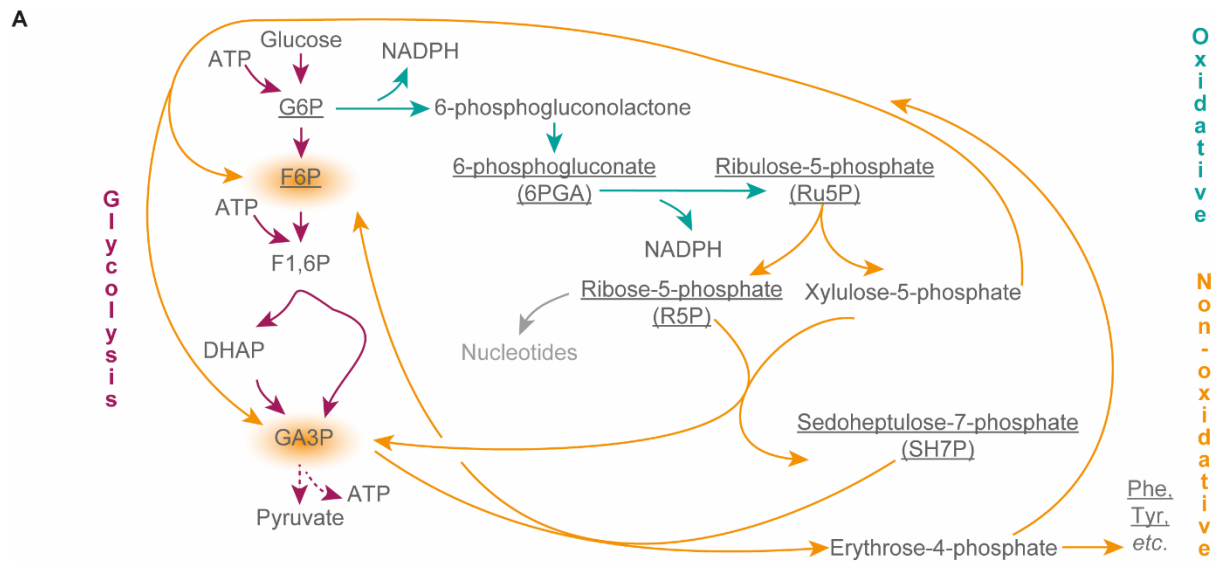 A
Glucose
ATP
NADPH
G6P
6-phosphogluconolactone
6-phosphogluconate
(6PGA)
Ribulose-5-phosphate
(Ru5P)
F6P
ATP
NADPH
F1,6P
Ribose-5-phosphate
(R5P)
Xylulose-5-phosphate
Nucleotides
DHAP
GA3P
Sedoheptulose-7-phosphate
(SH7P)
ATP
Pyruvate
Erythrose-4-phosphate
Phe,
Tyr,
etc.
Glycolysis
Oxidative
Non-oxidative